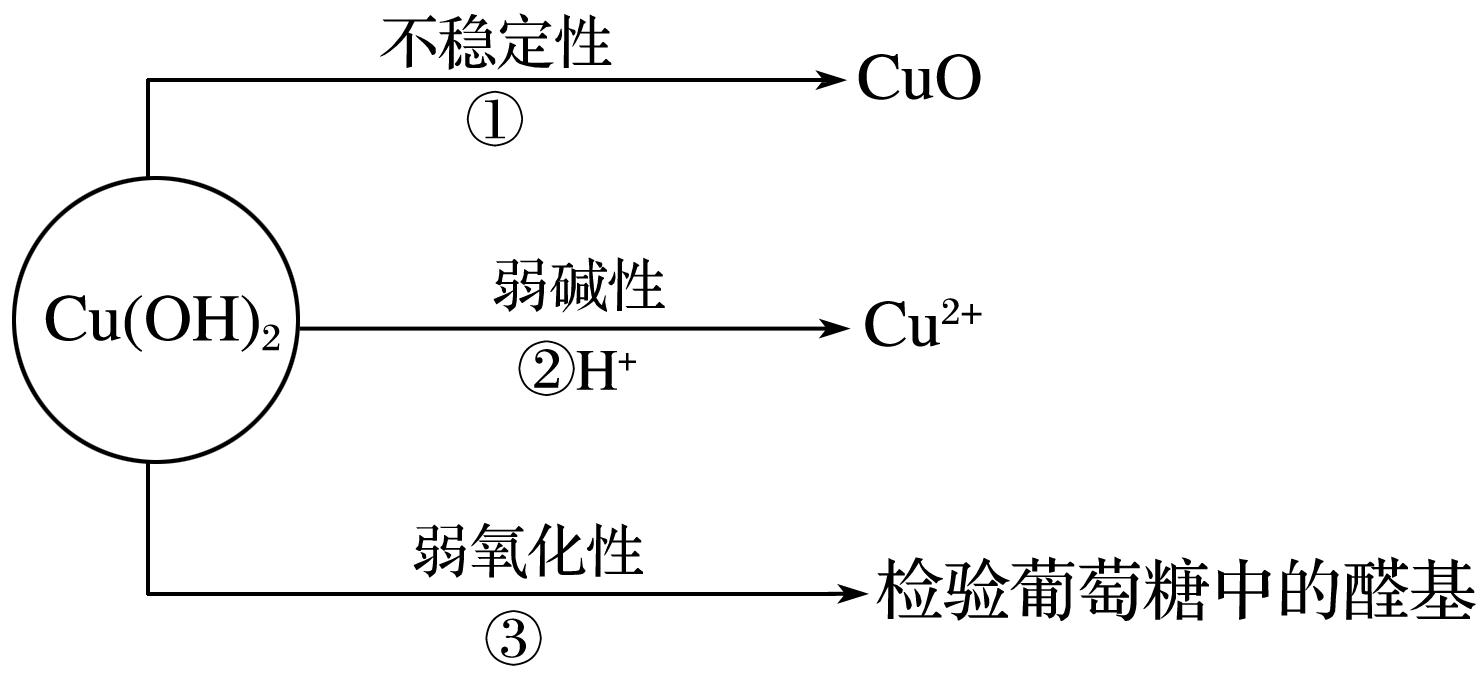 不稳定性
①
CuO
Cu(OH)₂
弱碱性
②H⁺
Cu²⁺
弱氧化性
③
检验葡萄糖中的醛基